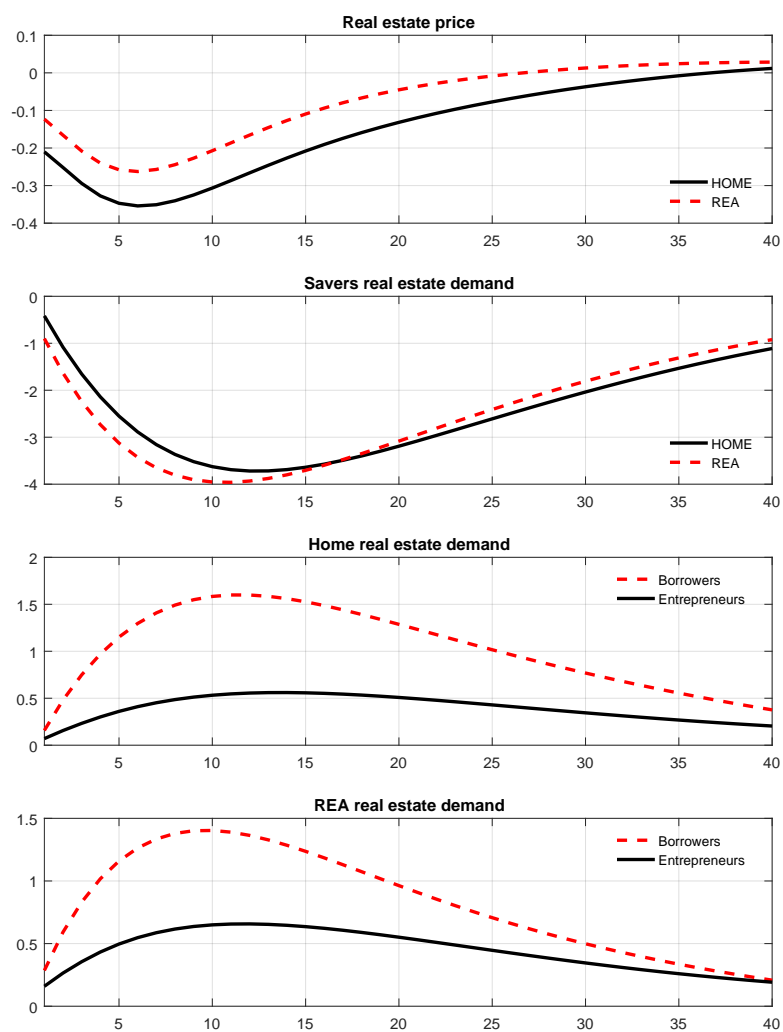 Real estate price
0.1
0
-0.1
-0.2
-0.3
-0.4
HOME
REA
5 10 15 20 25 30 35 40
Savers real estate demand
0
-1
-2
-3
-4
HOME
REA
5 10 15 20 25 30 35 40
Home real estate demand
2
1.5
1
0.5
0
Borrowers
Entrepreneurs
5 10 15 20 25 30 35 40
REA real estate demand
1.5
1
0.5
0
Borrowers
Entrepreneurs
5 10 15 20 25 30 35 40